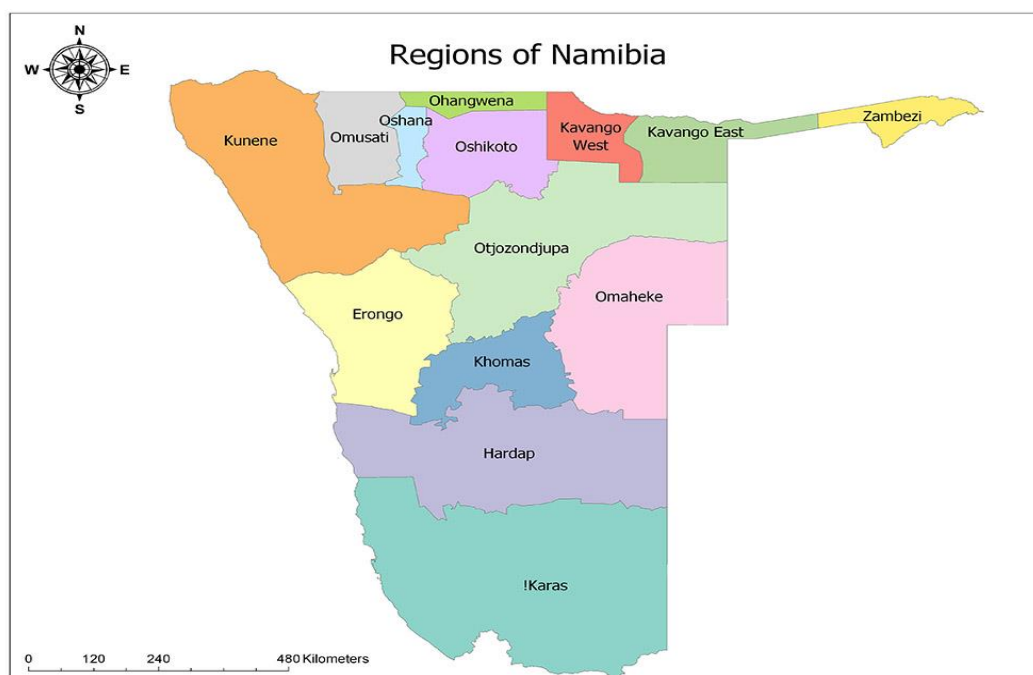 N
W E
S
Regions of Namibia
Ohangwena
Oshana
Omusati
Kunene
Oshikoto
Kavango
West
Kavango East
Zambezi
Otjozondjupa
Omaheke
Erongo
Khomas
Hardap
!Karas
0 120 240 480 Kilometers